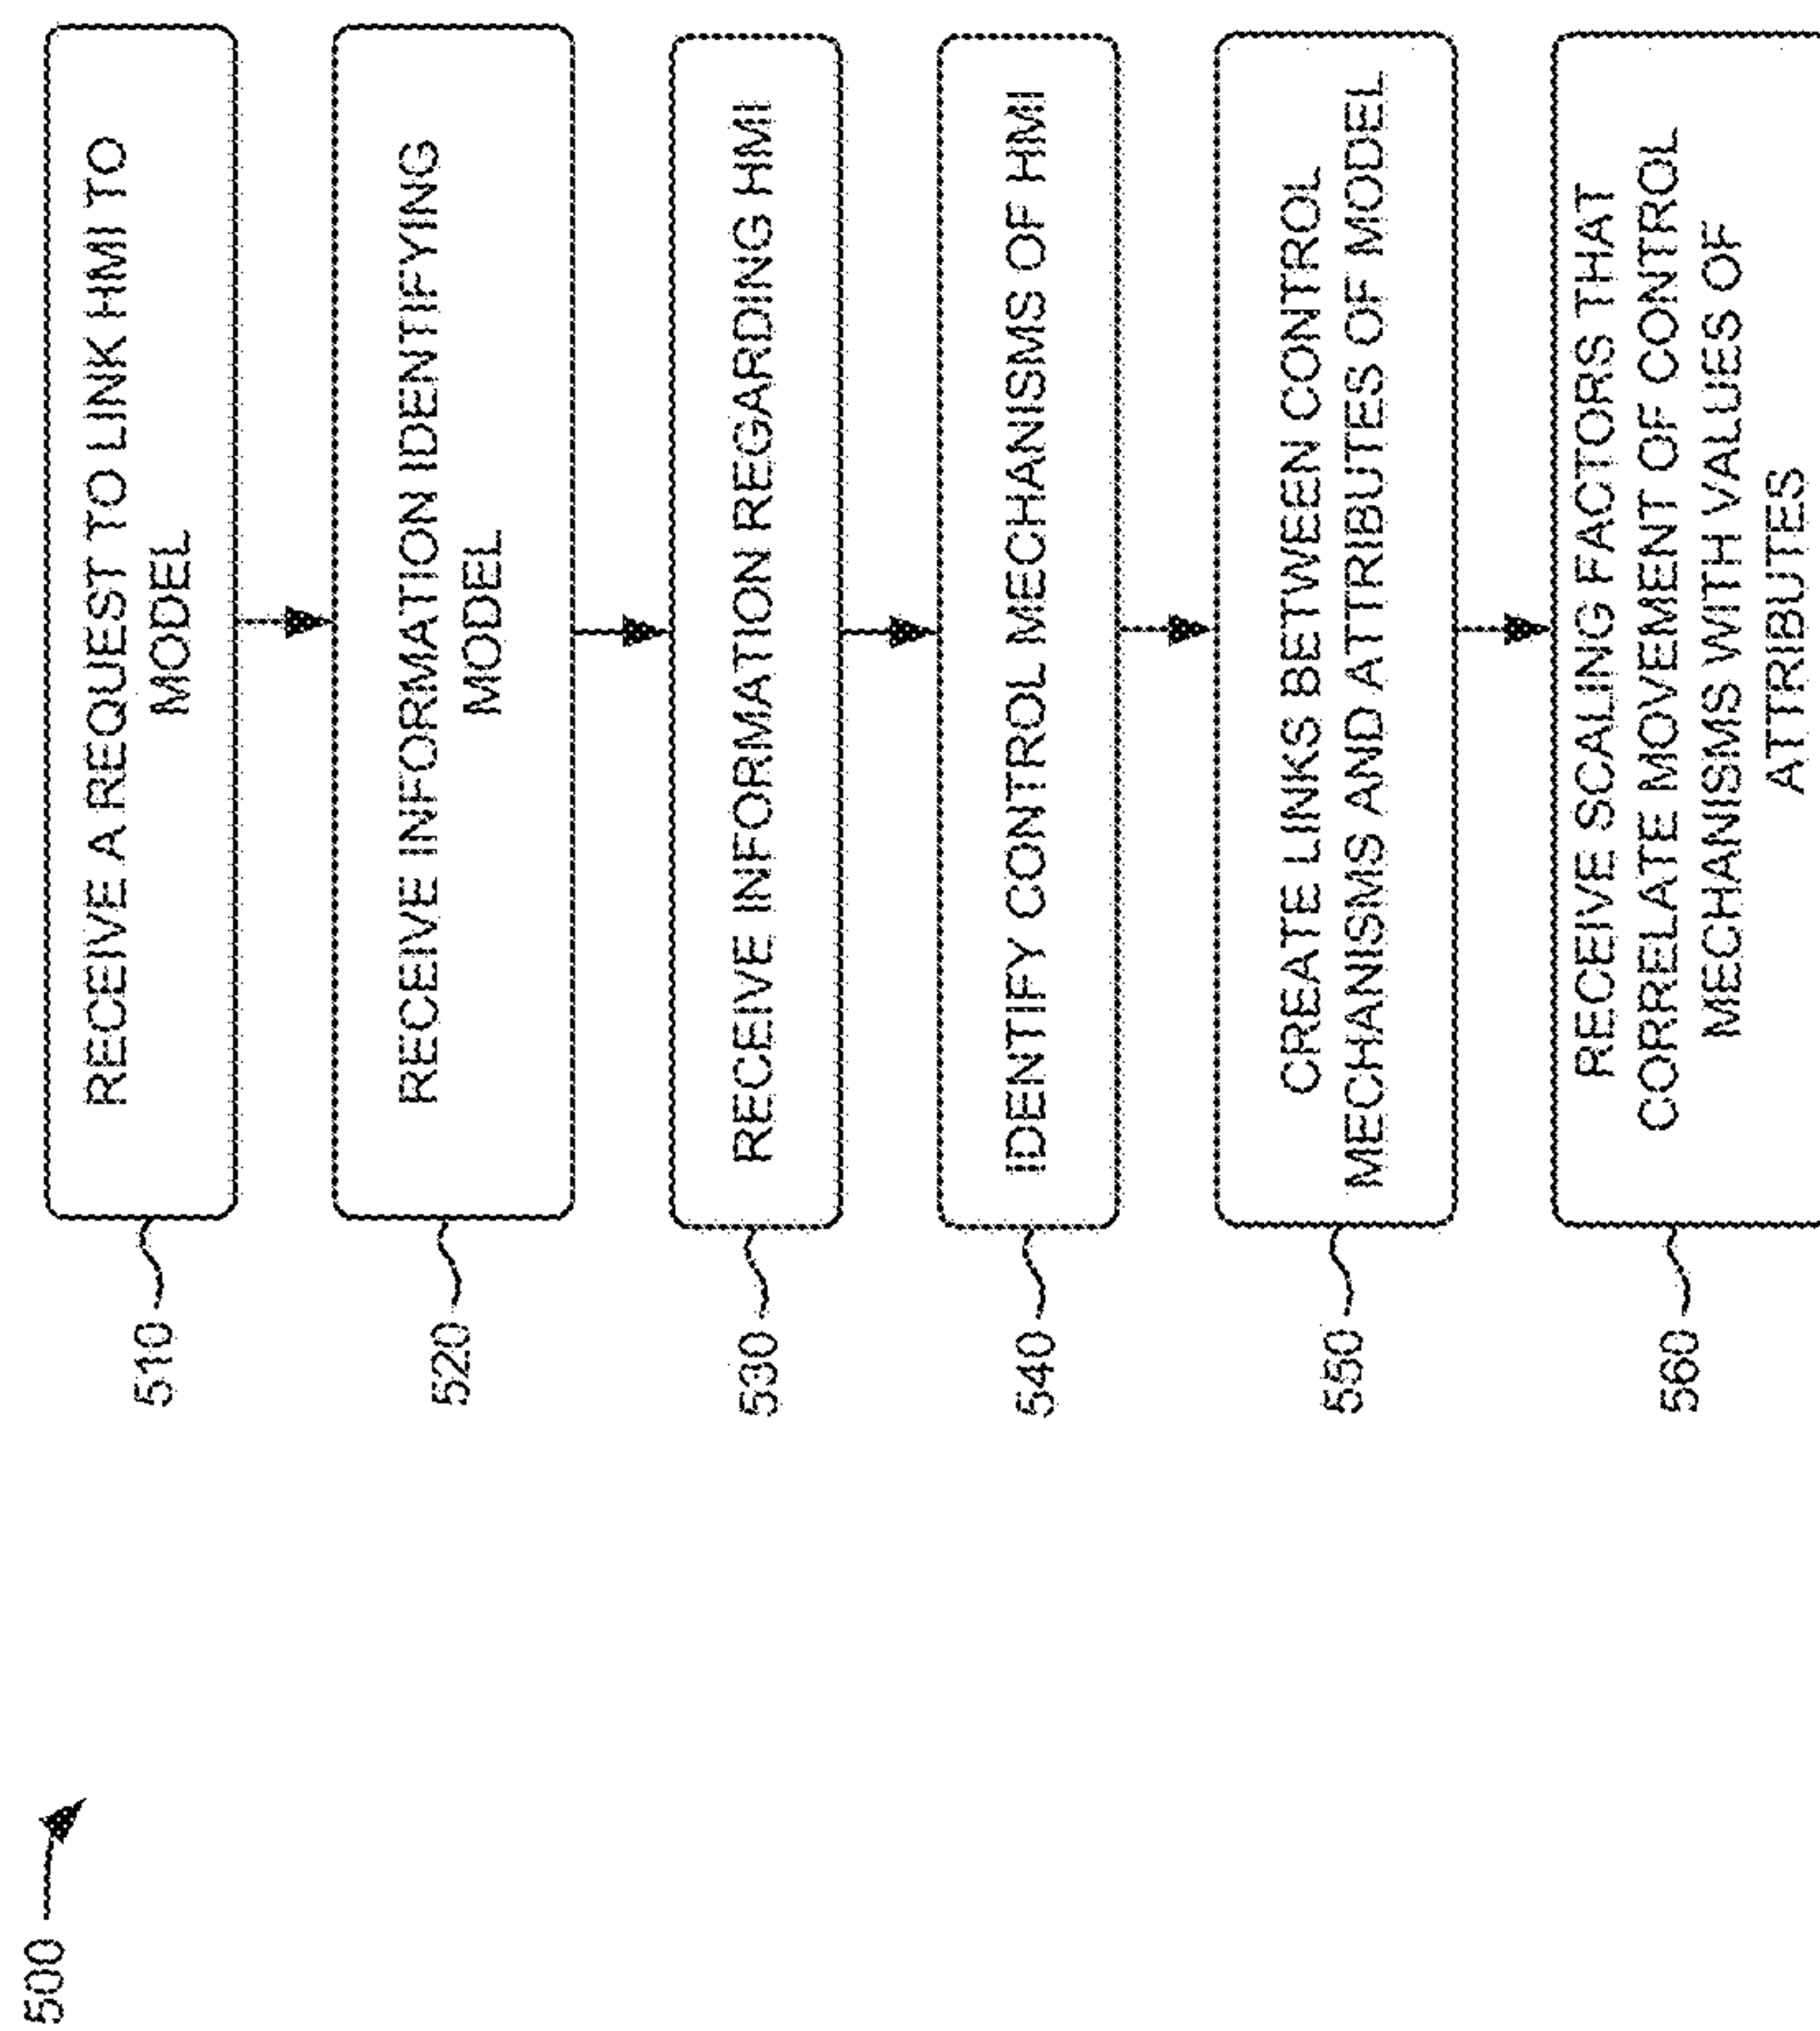 500
510
RECEIVE A REQUEST TO LINK HMI TO
MODEL
520
RECEIVE INFORMATION IDENTIFYING
MODEL
530
RECEIVE INFORMATION REGARDING HMI
540
IDENTIFY CONTROL MECHANISMS OF HMI
550
CREATE LINKS BETWEEN CONTROL
MECHANISMS AND ATTRIBUTES OF MODEL
560
RECEIVE SCALING FACTORS THAT
CORRELATE MOVEMENT OF CONTROL
MECHANISMS WITH VALUES OF
ATTRIBUTES